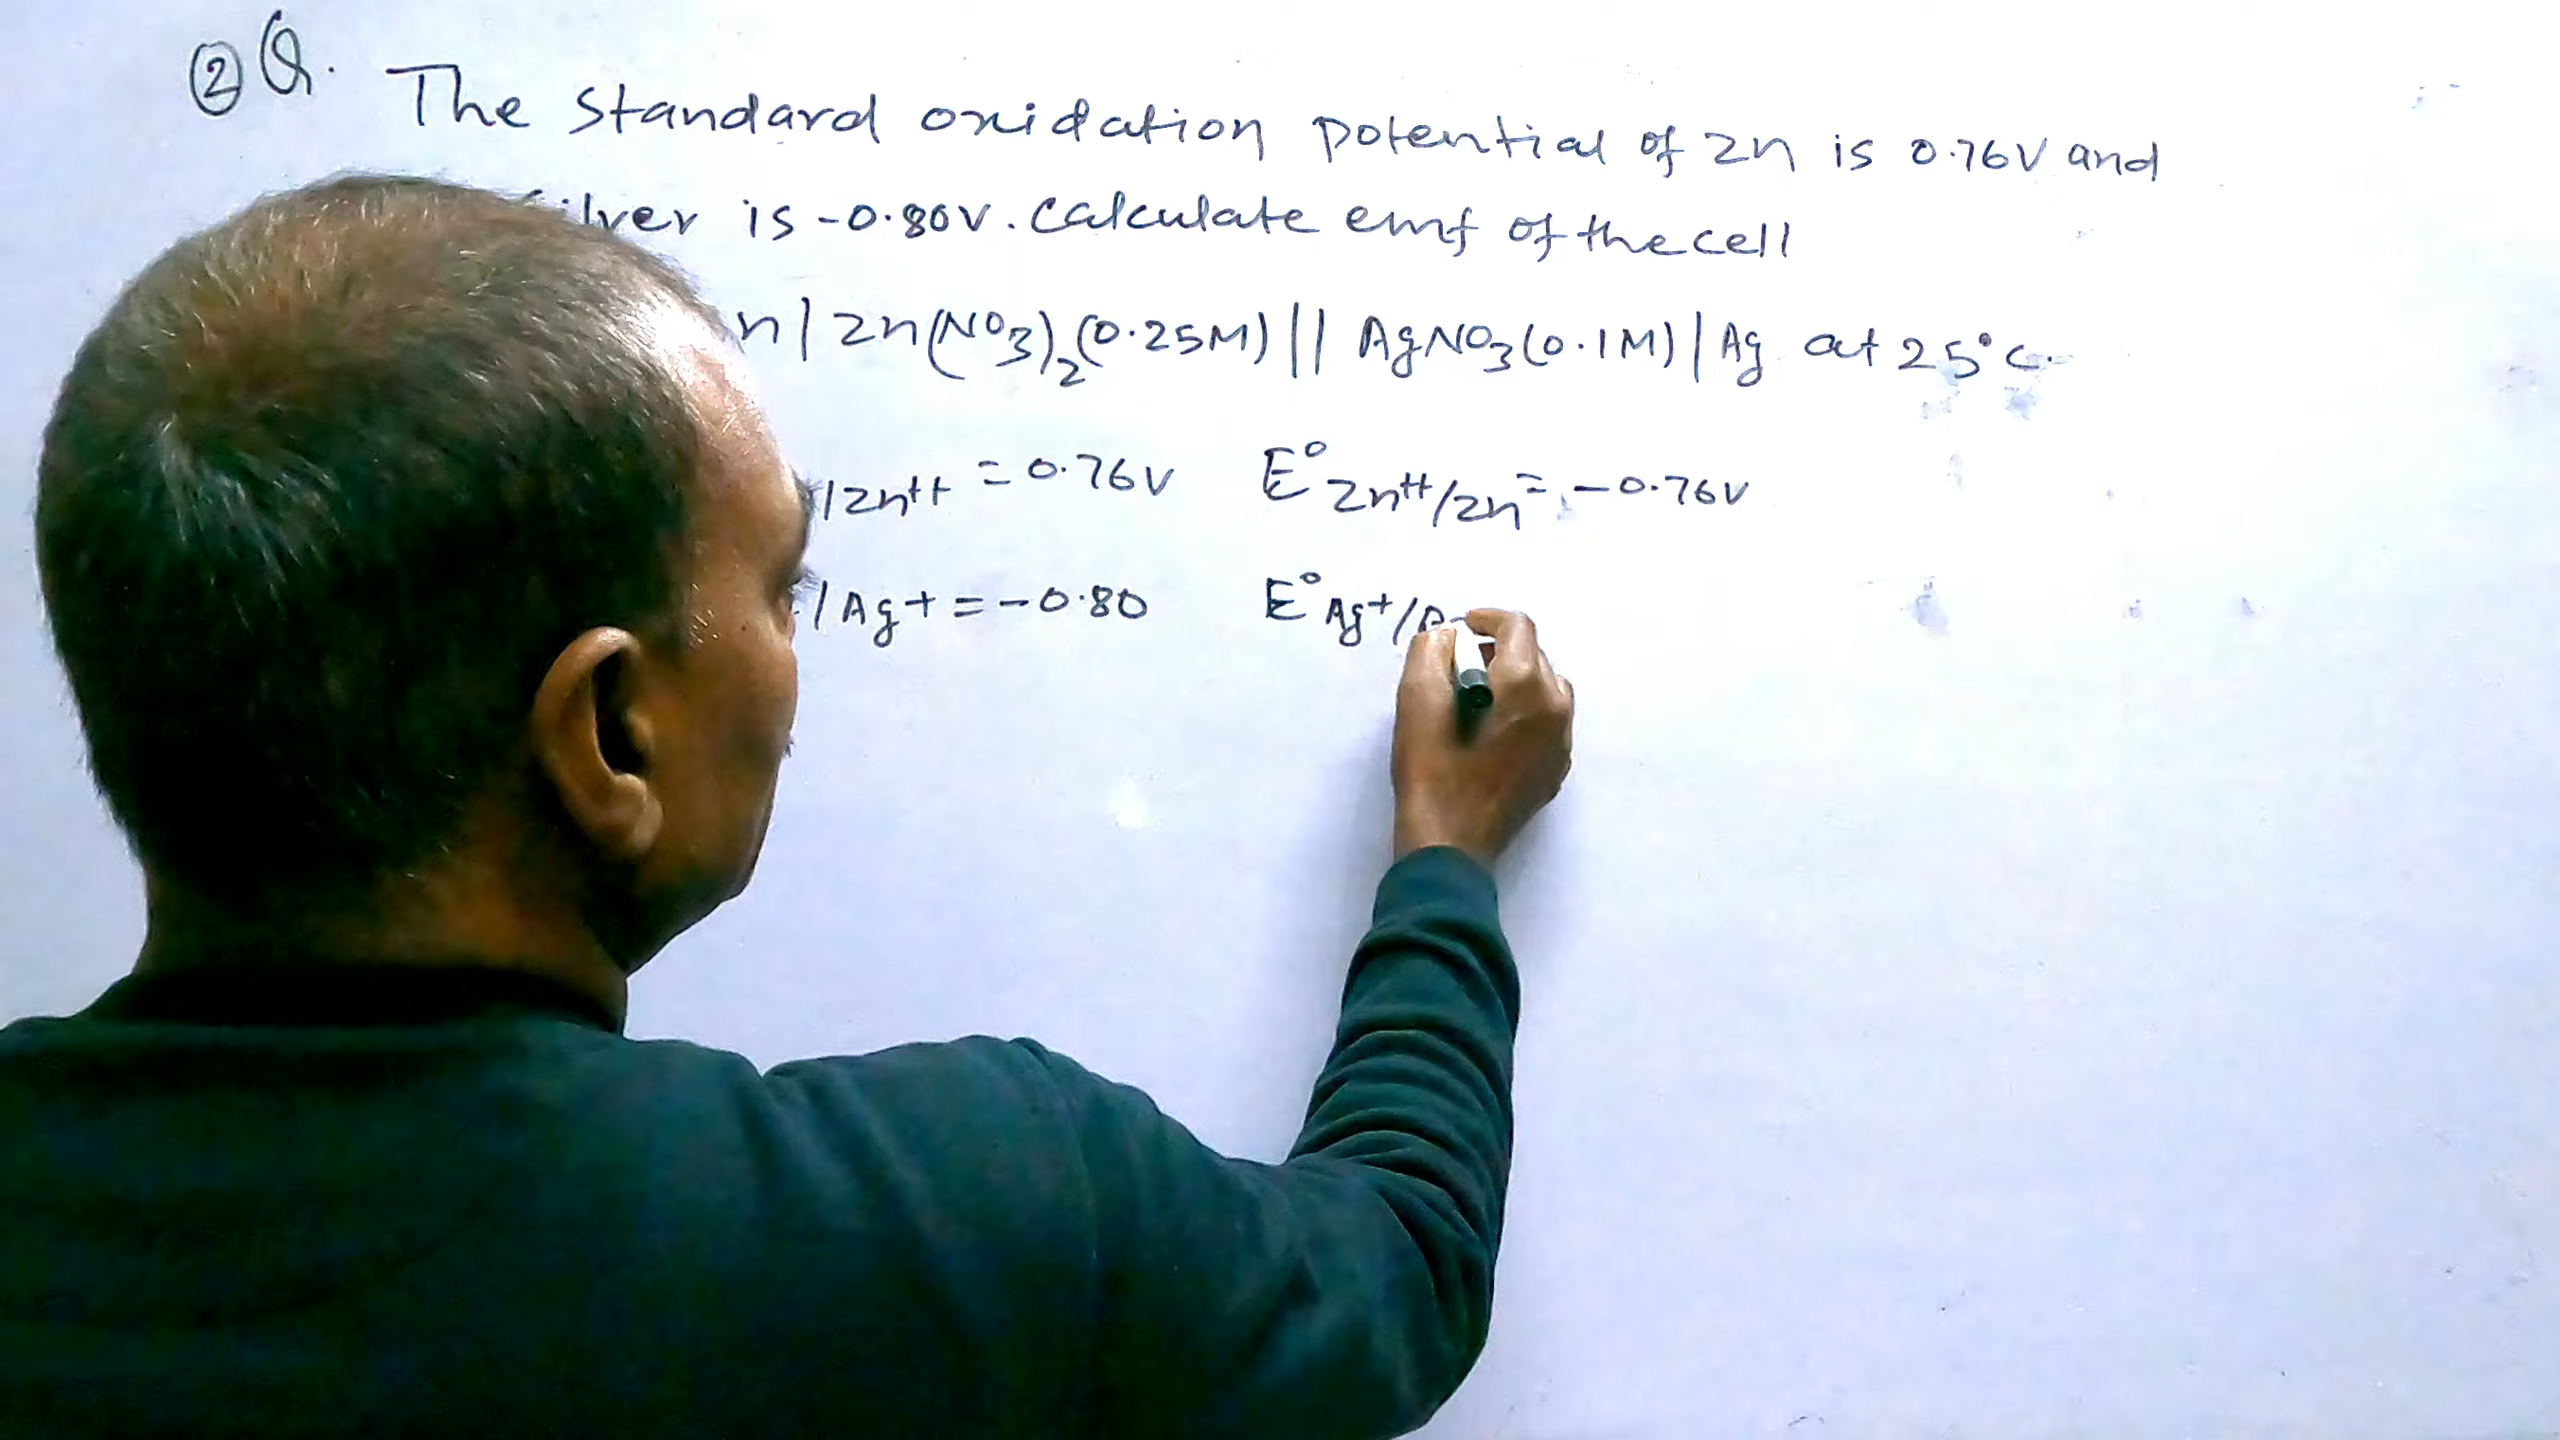 ② Q. The standard oxidation potential of Zn is 0.76V and
silver is -0.80V. calculate emf of the cell
n | Zn(NO3)2(0.25M) || AgNO3(0.1M) | Ag at 25°C.
/Zn++ = 0.76V E° Zn++/Zn = -0.76V
/Ag+ = -0.80 E° Ag+/A